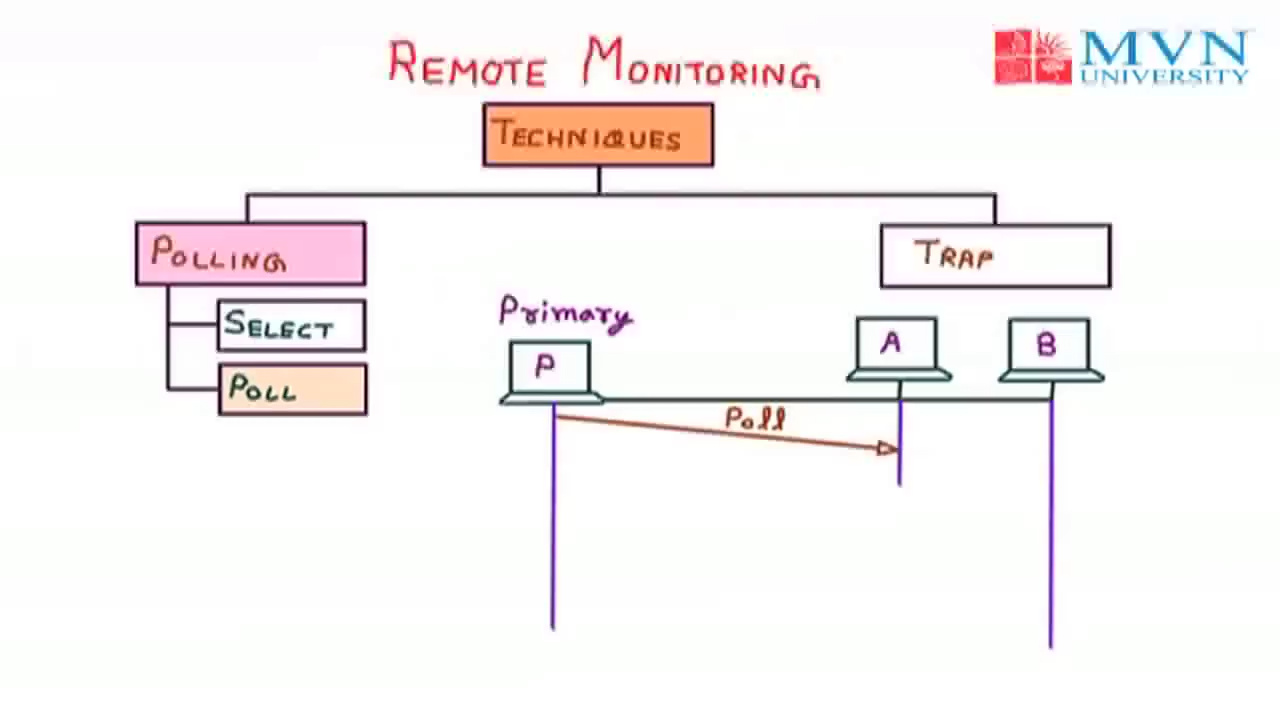 REMOTE MONITORING
MVN
UNIVERSITY
TECHNIQUES
POLLING
TRAP
SELECT
POLL
Primary
P
A
B
Poll